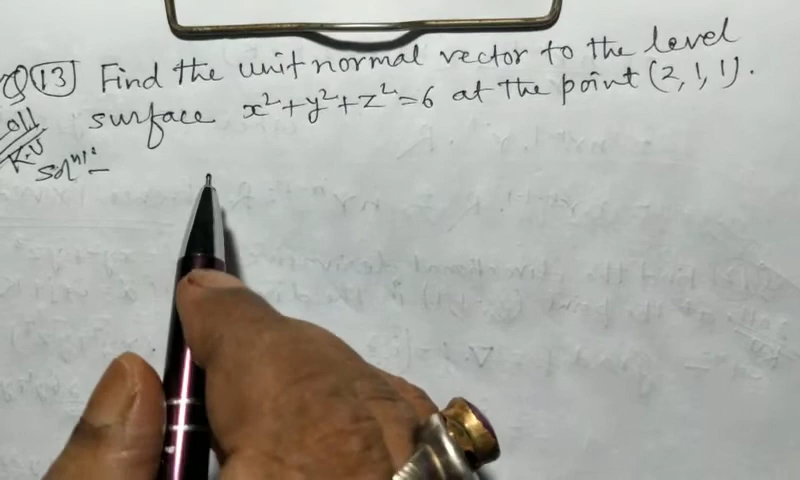 Q (13) Find the unit normal vector to the level
surface x²+y²+z²=6 at the point (2,1,1).
K.U
Solⁿ:-